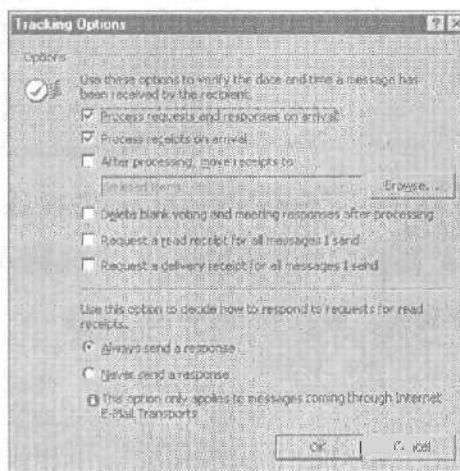 Tracking Options
Options
Use these options to verify the date and time a message has
been received by the recipient.
Process requests and responses on arrival
Process receipts on arrival
After processing, move receipts to
Deleted Items
Browse...
Delete blank voting and meeting responses after processing
Request a read receipt for all messages I send
Request a delivery receipt for all messages I send
Use this option to decide how to respond to requests for read
receipts.
Always send a response
Never send a response
This option only applies to messages coming through Internet
E-Mail Transports
OK
Cancel